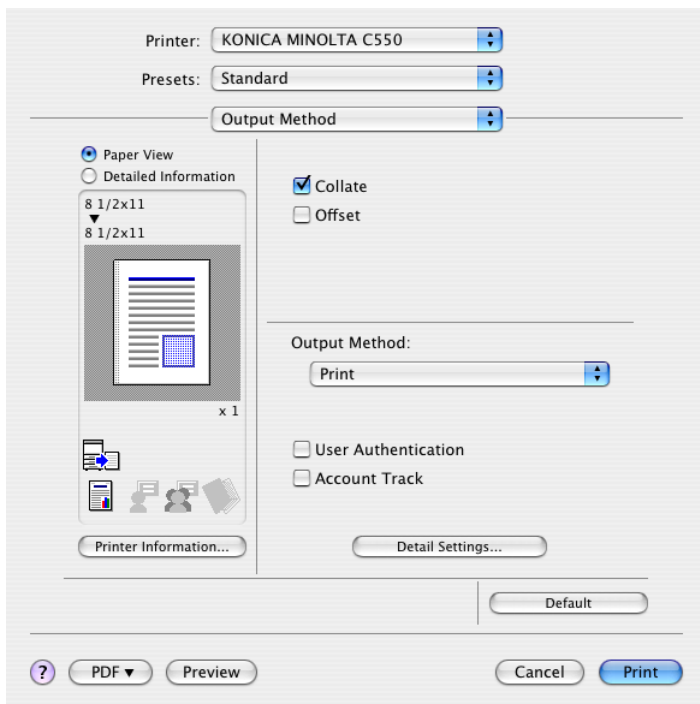 Printer: KONICA MINOLTA C550
Presets: Standard
Output Method
Paper View
Detailed Information
8 1/2x11
8 1/2x11
x 1
Printer Information...
Collate
Offset
Output Method:
Print
User Authentication
Account Track
Detail Settings...
Default
? PDF ▼ Preview Cancel Print